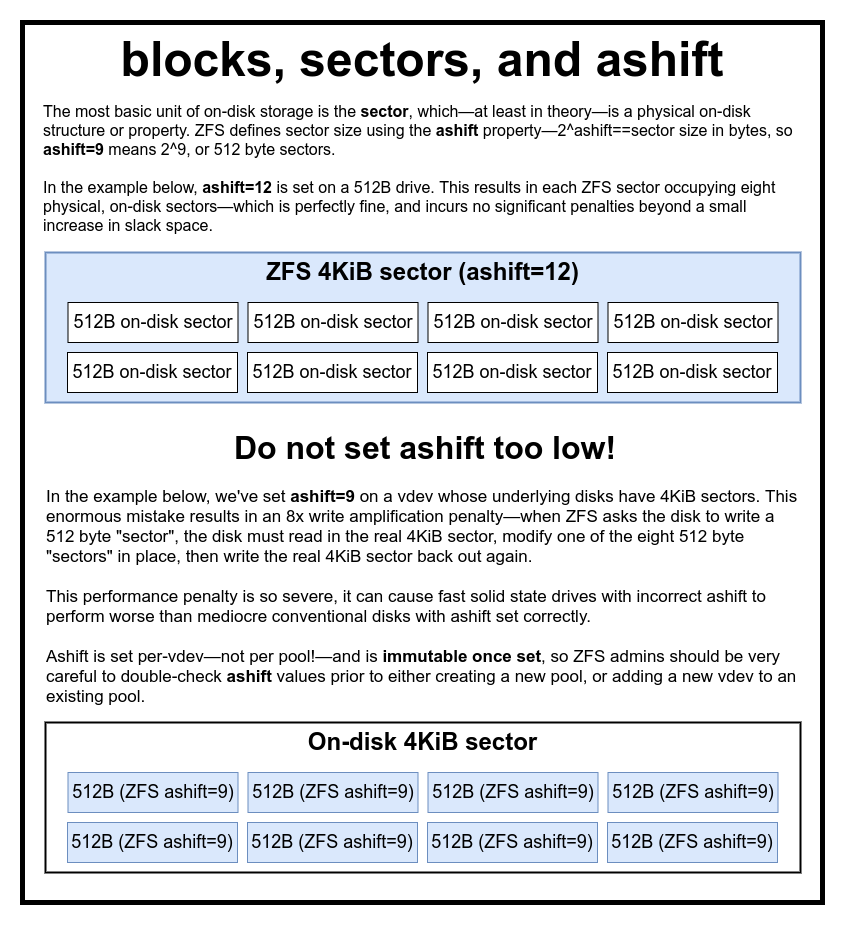 blocks, sectors, and ashift
The most basic unit of on-disk storage is the sector, which—at least in theory—is a physical on-disk
structure or property. ZFS defines sector size using the ashift property—2^ashift==sector size in bytes, so
ashift=9 means 2^9, or 512 byte sectors.
In the example below, ashift=12 is set on a 512B drive. This results in each ZFS sector occupying eight
physical, on-disk sectors—which is perfectly fine, and incurs no significant penalties beyond a small
increase in slack space.
ZFS 4KiB sector (ashift=12)
512B on-disk sector 512B on-disk sector 512B on-disk sector 512B on-disk sector
512B on-disk sector 512B on-disk sector 512B on-disk sector 512B on-disk sector
Do not set ashift too low!
In the example below, we've set ashift=9 on a vdev whose underlying disks have 4KiB sectors. This
enormous mistake results in an 8x write amplification penalty—when ZFS asks the disk to write a
512 byte "sector", the disk must read in the real 4KiB sector, modify one of the eight 512 byte
"sectors" in place, then write the real 4KiB sector back out again.
This performance penalty is so severe, it can cause fast solid state drives with incorrect ashift to
perform worse than mediocre conventional disks with ashift set correctly.
Ashift is set per-vdev—not per pool!—and is immutable once set, so ZFS admins should be very
careful to double-check ashift values prior to either creating a new pool, or adding a new vdev to an
existing pool.
On-disk 4KiB sector
512B (ZFS ashift=9) 512B (ZFS ashift=9) 512B (ZFS ashift=9) 512B (ZFS ashift=9)
512B (ZFS ashift=9) 512B (ZFS ashift=9) 512B (ZFS ashift=9) 512B (ZFS ashift=9)